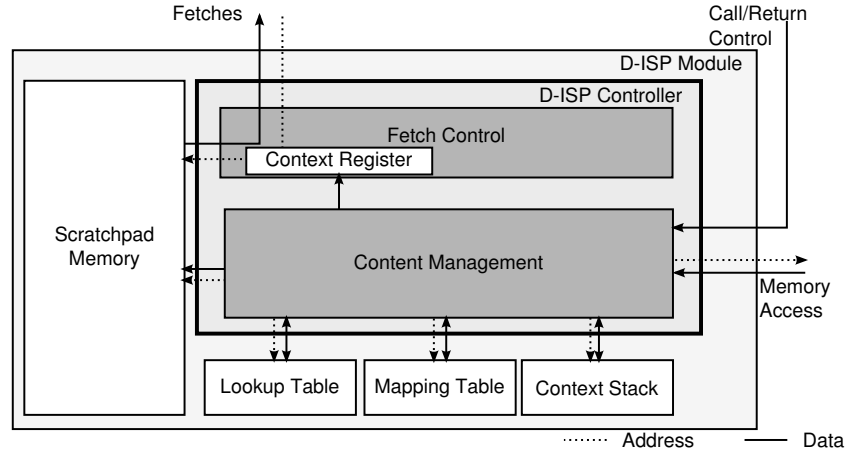 Fetches
Call/Return
Control
D-ISP Module
D-ISP Controller
Fetch Control
Context Register
Scratchpad
Memory
Content Management
Memory
Access
Lookup Table
Mapping Table
Context Stack
Address
Data